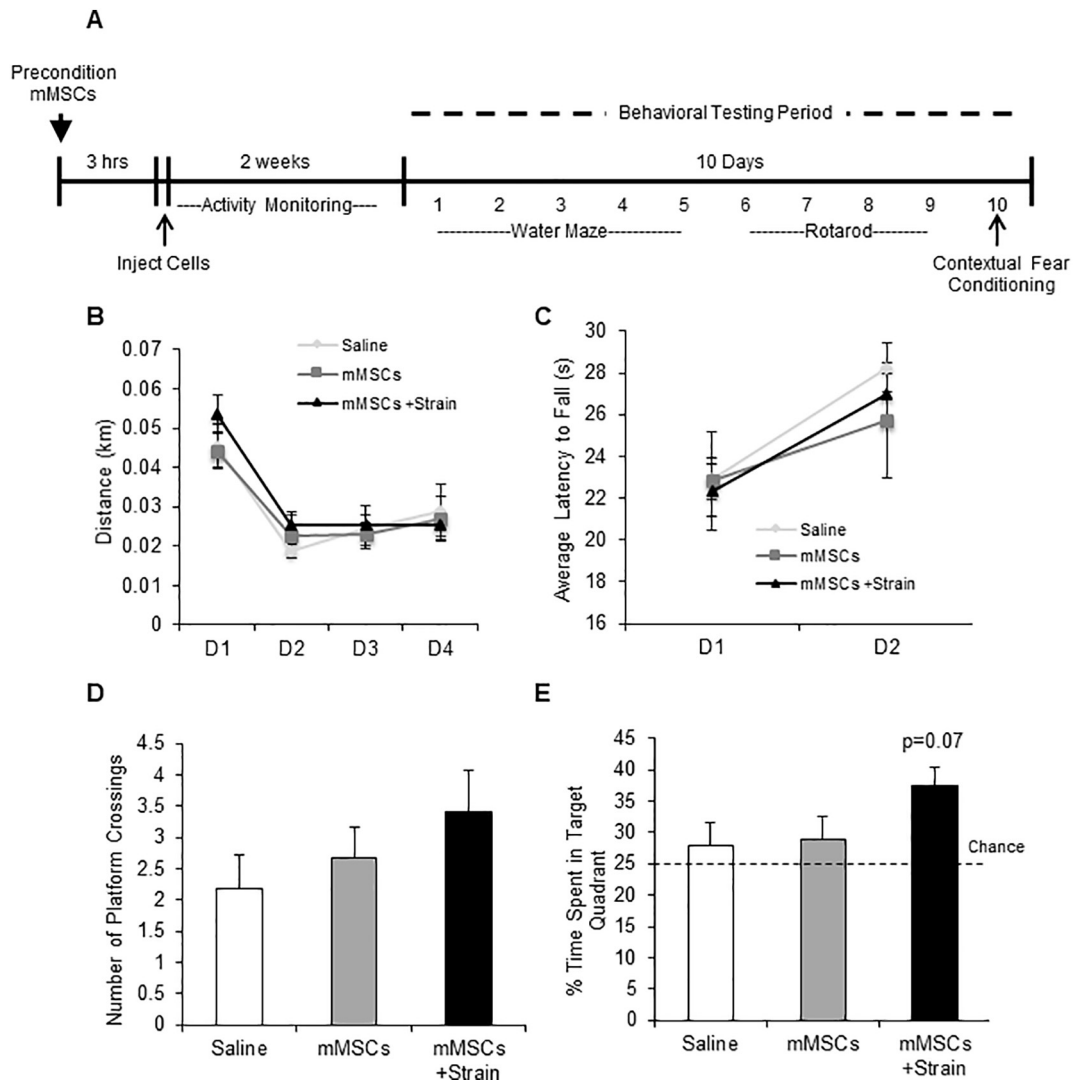 A
Precondition
mMSCs
Behavioral Testing Period
3 hrs
2 weeks
10 Days
----Activity Monitoring----
1 2 3 4 5 6 7 8 9 10
----------Water Maze-----------
--------Rotarod---------
Inject Cells
Contextual Fear
Conditioning
B
Distance (km)
0.07
0.06
0.05
0.04
0.03
0.02
0.01
0
D1 D2 D3 D4
Saline
mMSCs
mMSCs +Strain
C
Average Latency to Fall (s)
30
28
26
24
22
20
18
16
D1 D2
Saline
mMSCs
mMSCs +Strain
D
Number of Platform Crossings
4.5
4
3.5
3
2.5
2
1.5
1
0.5
0
Saline
mMSCs
mMSCs
+Strain
E
% Time Spent in Target
Quadrant
45
40
35
30
25
20
15
10
5
0
p=0.07
Chance
Saline
mMSCs
mMSCs
+Strain